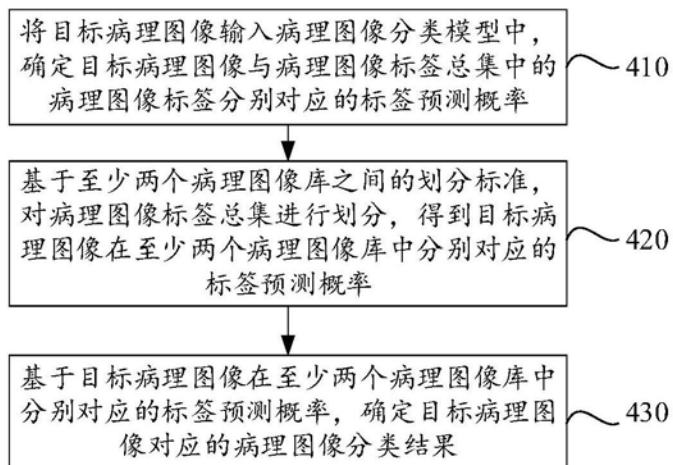 将目标病理图像输入病理图像分类模型中，
确定目标病理图像与病理图像标签总集中的
病理图像标签分别对应的标签预测概率
410
基于至少两个病理图像库之间的划分标准，
对病理图像标签总集进行划分，得到目标病
理图像在至少两个病理图像库中分别对应的
标签预测概率
420
基于目标病理图像在至少两个病理图像库中
分别对应的标签预测概率，确定目标病理图
像对应的病理图像分类结果
430